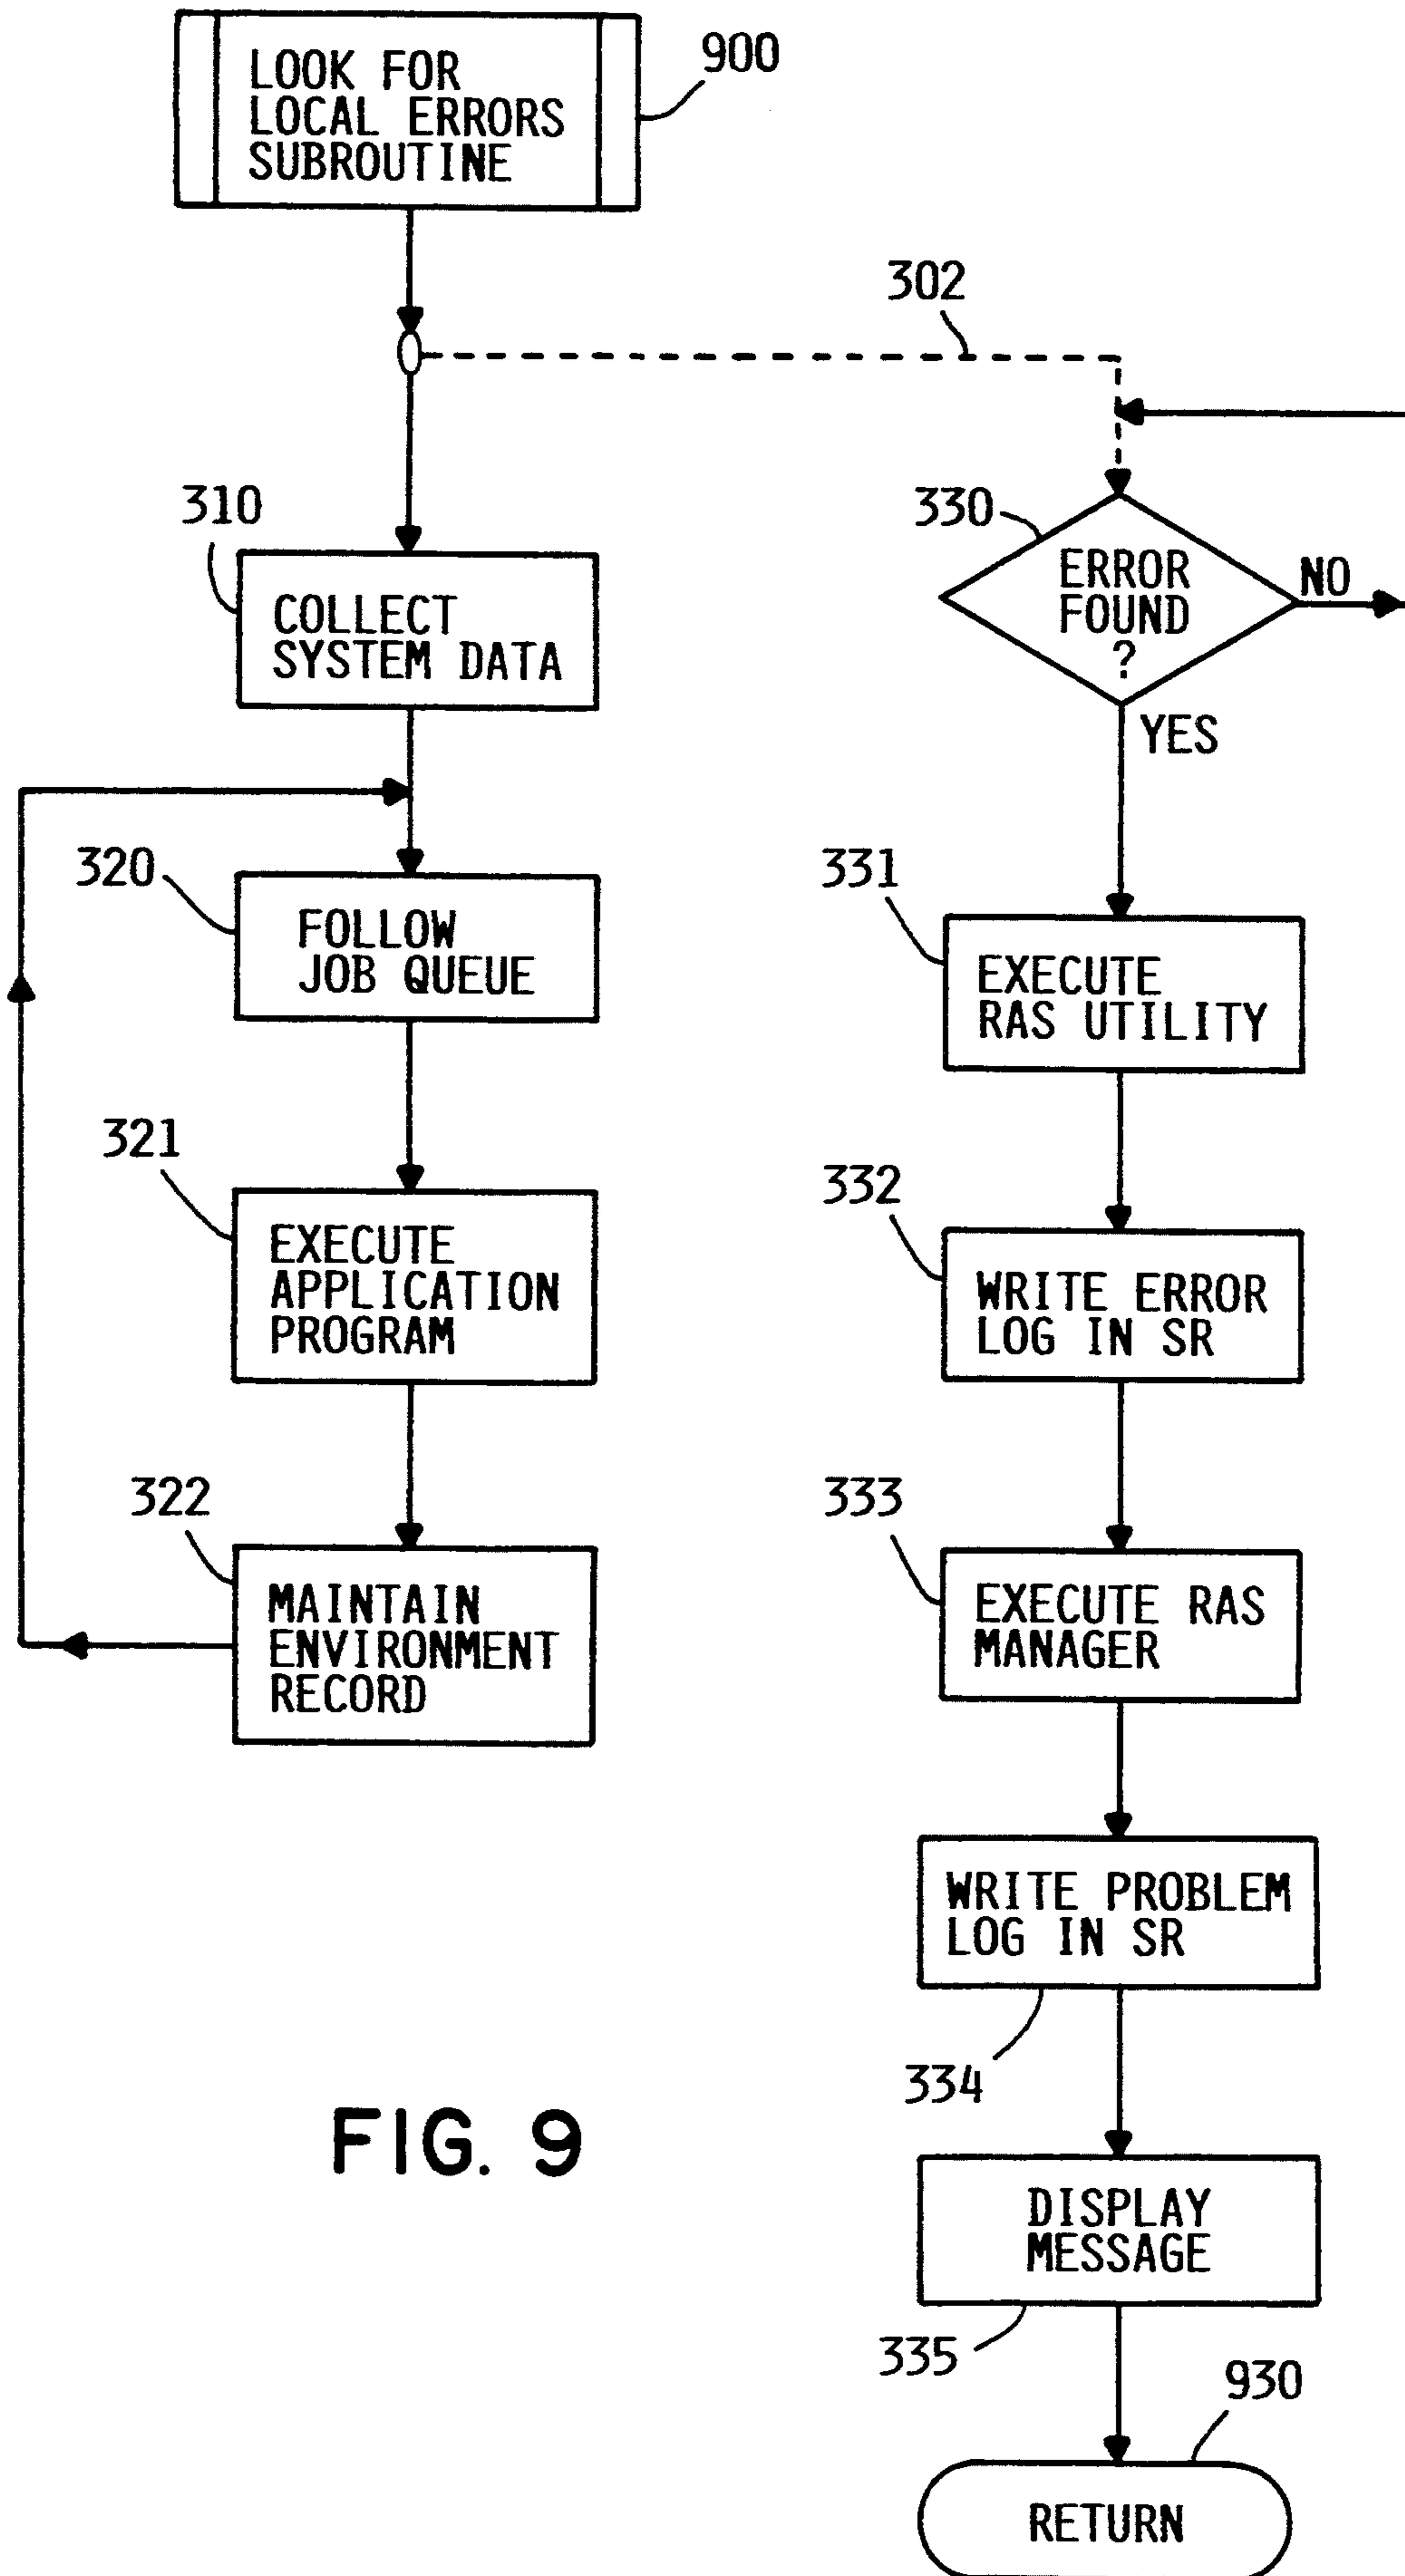 LOOK FOR
LOCAL ERRORS
SUBROUTINE
900
302
310
COLLECT
SYSTEM DATA
330
ERROR
FOUND
?
NO
YES
320
FOLLOW
JOB QUEUE
331
EXECUTE
RAS UTILITY
321
EXECUTE
APPLICATION
PROGRAM
332
WRITE ERROR
LOG IN SR
322
MAINTAIN
ENVIRONMENT
RECORD
333
EXECUTE RAS
MANAGER
WRITE PROBLEM
LOG IN SR
334
FIG. 9
DISPLAY
MESSAGE
335
930
RETURN